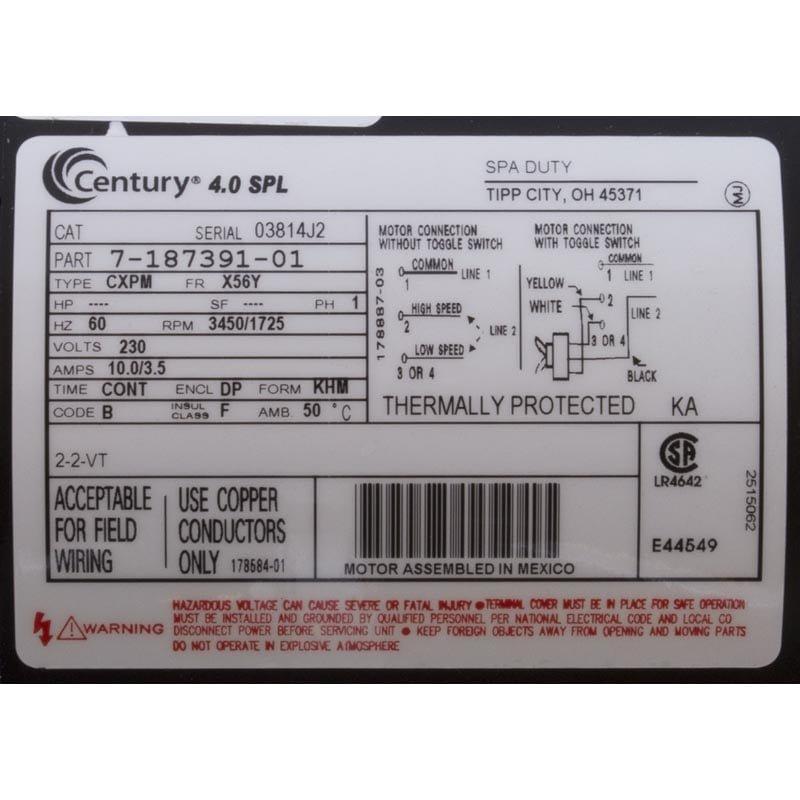 Century® 4.0 SPL
SPA DUTY
TIPP CITY, OH 45371
MJ
CAT SERIAL 03814J2
PART 7-187391-01
TYPE CXPM FR X56Y
HP ---- SF ---- PH 1
HZ 60 RPM 3450/1725
VOLTS 230
AMPS 10.0/3.5
TIME CONT ENCL DP FORM KHM
CODE B INSUL CLASS F AMB. 50 °C
MOTOR CONNECTION
WITHOUT TOGGLE SWITCH
COMMON
1 LINE 1
HIGH SPEED
2 LINE 2
LOW SPEED
3 OR 4
178887-03
MOTOR CONNECTION
WITH TOGGLE SWITCH
COMMON
1 LINE 1
YELLOW 2
WHITE LINE 2
3 OR 4
BLACK
THERMALLY PROTECTED KA
2-2-VT
SA
LR4642
2515062
E44549
ACCEPTABLE
FOR FIELD
WIRING
USE COPPER
CONDUCTORS
ONLY 178584-01
MOTOR ASSEMBLED IN MEXICO
WARNING
HAZARDOUS VOLTAGE CAN CAUSE SEVERE OR FATAL INJURY ● TERMINAL COVER MUST BE IN PLACE FOR SAFE OPERATION
MUST BE INSTALLED AND GROUNDED BY QUALIFIED PERSONNEL PER NATIONAL ELECTRICAL CODE AND LOCAL CO
DISCONNECT POWER BEFORE SERVICING UNIT ● KEEP FOREIGN OBJECTS AWAY FROM OPENING AND MOVING PARTS
DO NOT OPERATE IN EXPLOSIVE ATMOSPHERE